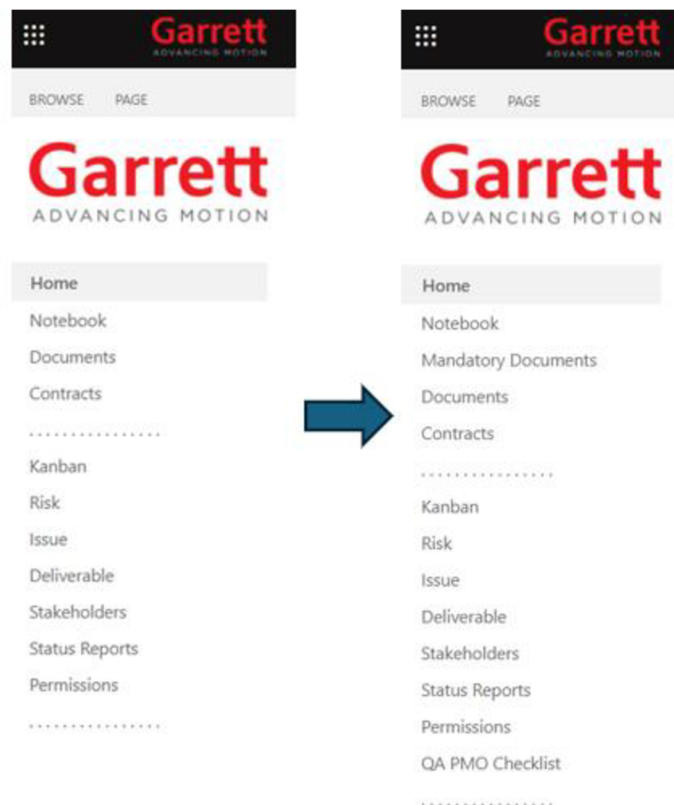 Garrett
ADVANCING MOTION
BROWSE PAGE
Garrett
ADVANCING MOTION
Home
Notebook
Documents
Contracts
................
Kanban
Risk
Issue
Deliverable
Stakeholders
Status Reports
Permissions
................
Garrett
ADVANCING MOTION
BROWSE PAGE
Garrett
ADVANCING MOTION
Home
Notebook
Mandatory Documents
Documents
Contracts
................
Kanban
Risk
Issue
Deliverable
Stakeholders
Status Reports
Permissions
QA PMO Checklist
................